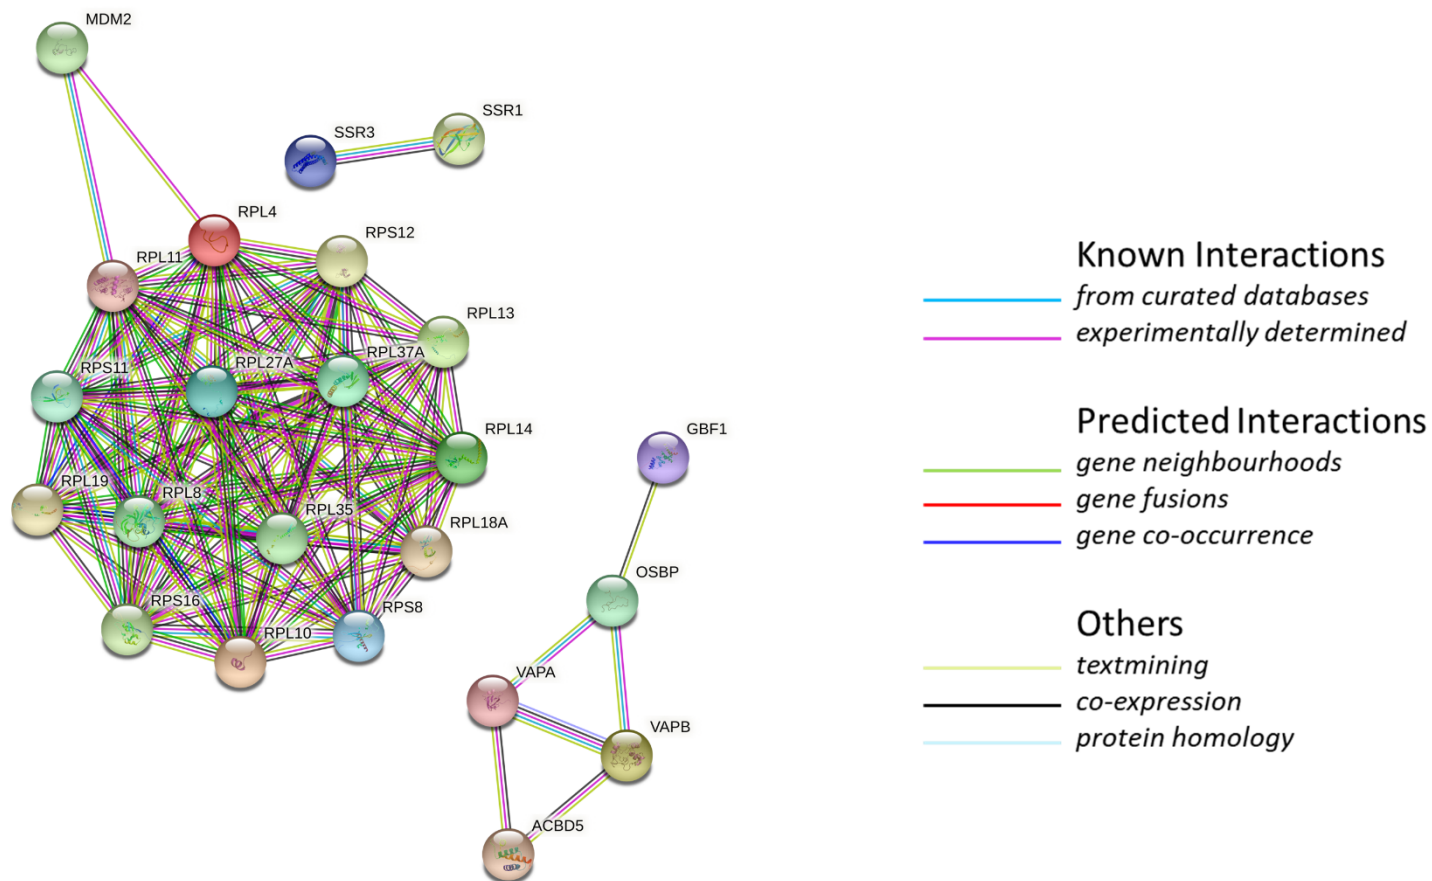 MDM2
SSR1
SSR3
RPL4
RPS12
RPL11
RPL13
RPL37A
RPL27A
RPS11
RPL14
GBF1
RPL19
RPL8
RPL35
RPL18A
OSBP
RPS16
RPS8
RPL10
VAPA
VAPB
ACBD5
Known Interactions
from curated databases
experimentally determined
Predicted Interactions
gene neighbourhoods
gene fusions
gene co-occurrence
Others
textmining
co-expression
protein homology